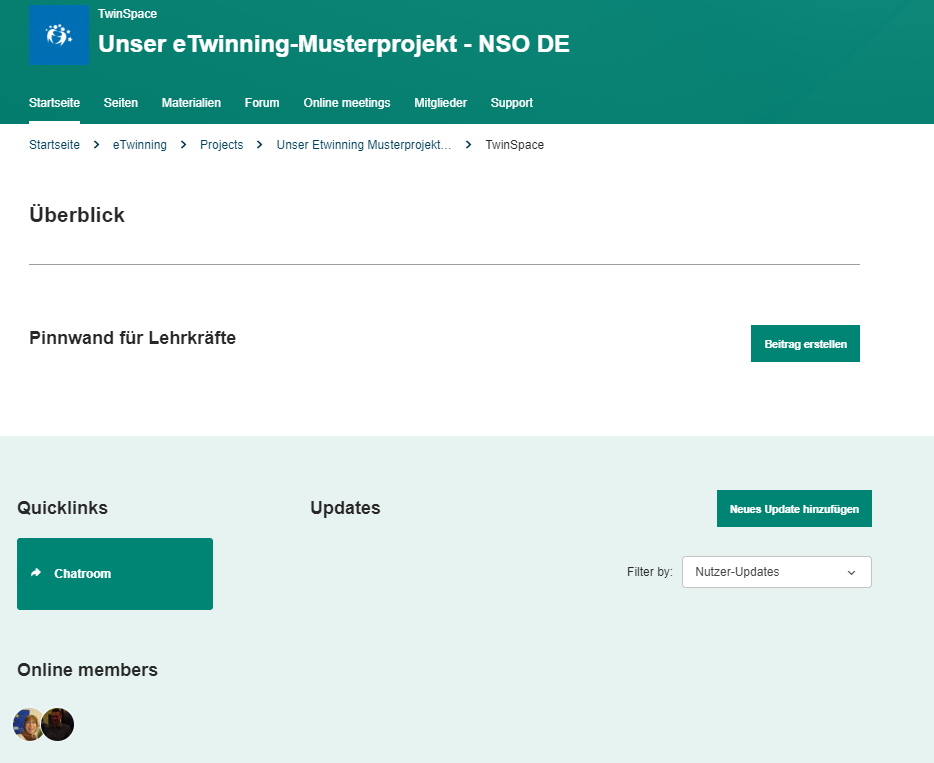 TwinSpace
Unser eTwinning-Musterprojekt - NSO DE
Startseite Seiten Materialien Forum Online meetings Mitglieder Support
Startseite > eTwinning > Projects > Unser Etwinning Musterprojekt... > TwinSpace
Überblick
Pinnwand für Lehrkräfte
Beitrag erstellen
Quicklinks
Chatroom
Updates
Neues Update hinzufügen
Filter by: Nutzer-Updates
Online members